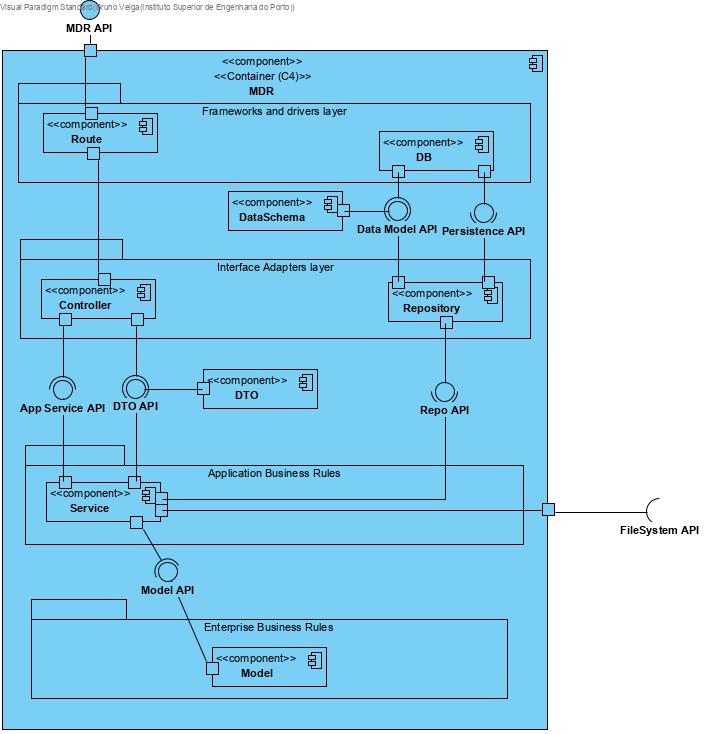 Visual Paradigm Standard(Bruno Veiga(Instituto Superior de Engenharia do Porto))
MDR API
<<component>>
<<Container (C4)>>
MDR
Frameworks and drivers layer
<<component>>
Route
<<component>>
DB
<<component>>
DataSchema
Data Model API
Persistence API
Interface Adapters layer
<<component>>
Controller
<<component>>
Repository
<<component>>
DTO
App Service API
DTO API
Repo API
Application Business Rules
<<component>>
Service
FileSystem API
Model API
Enterprise Business Rules
<<component>>
Model